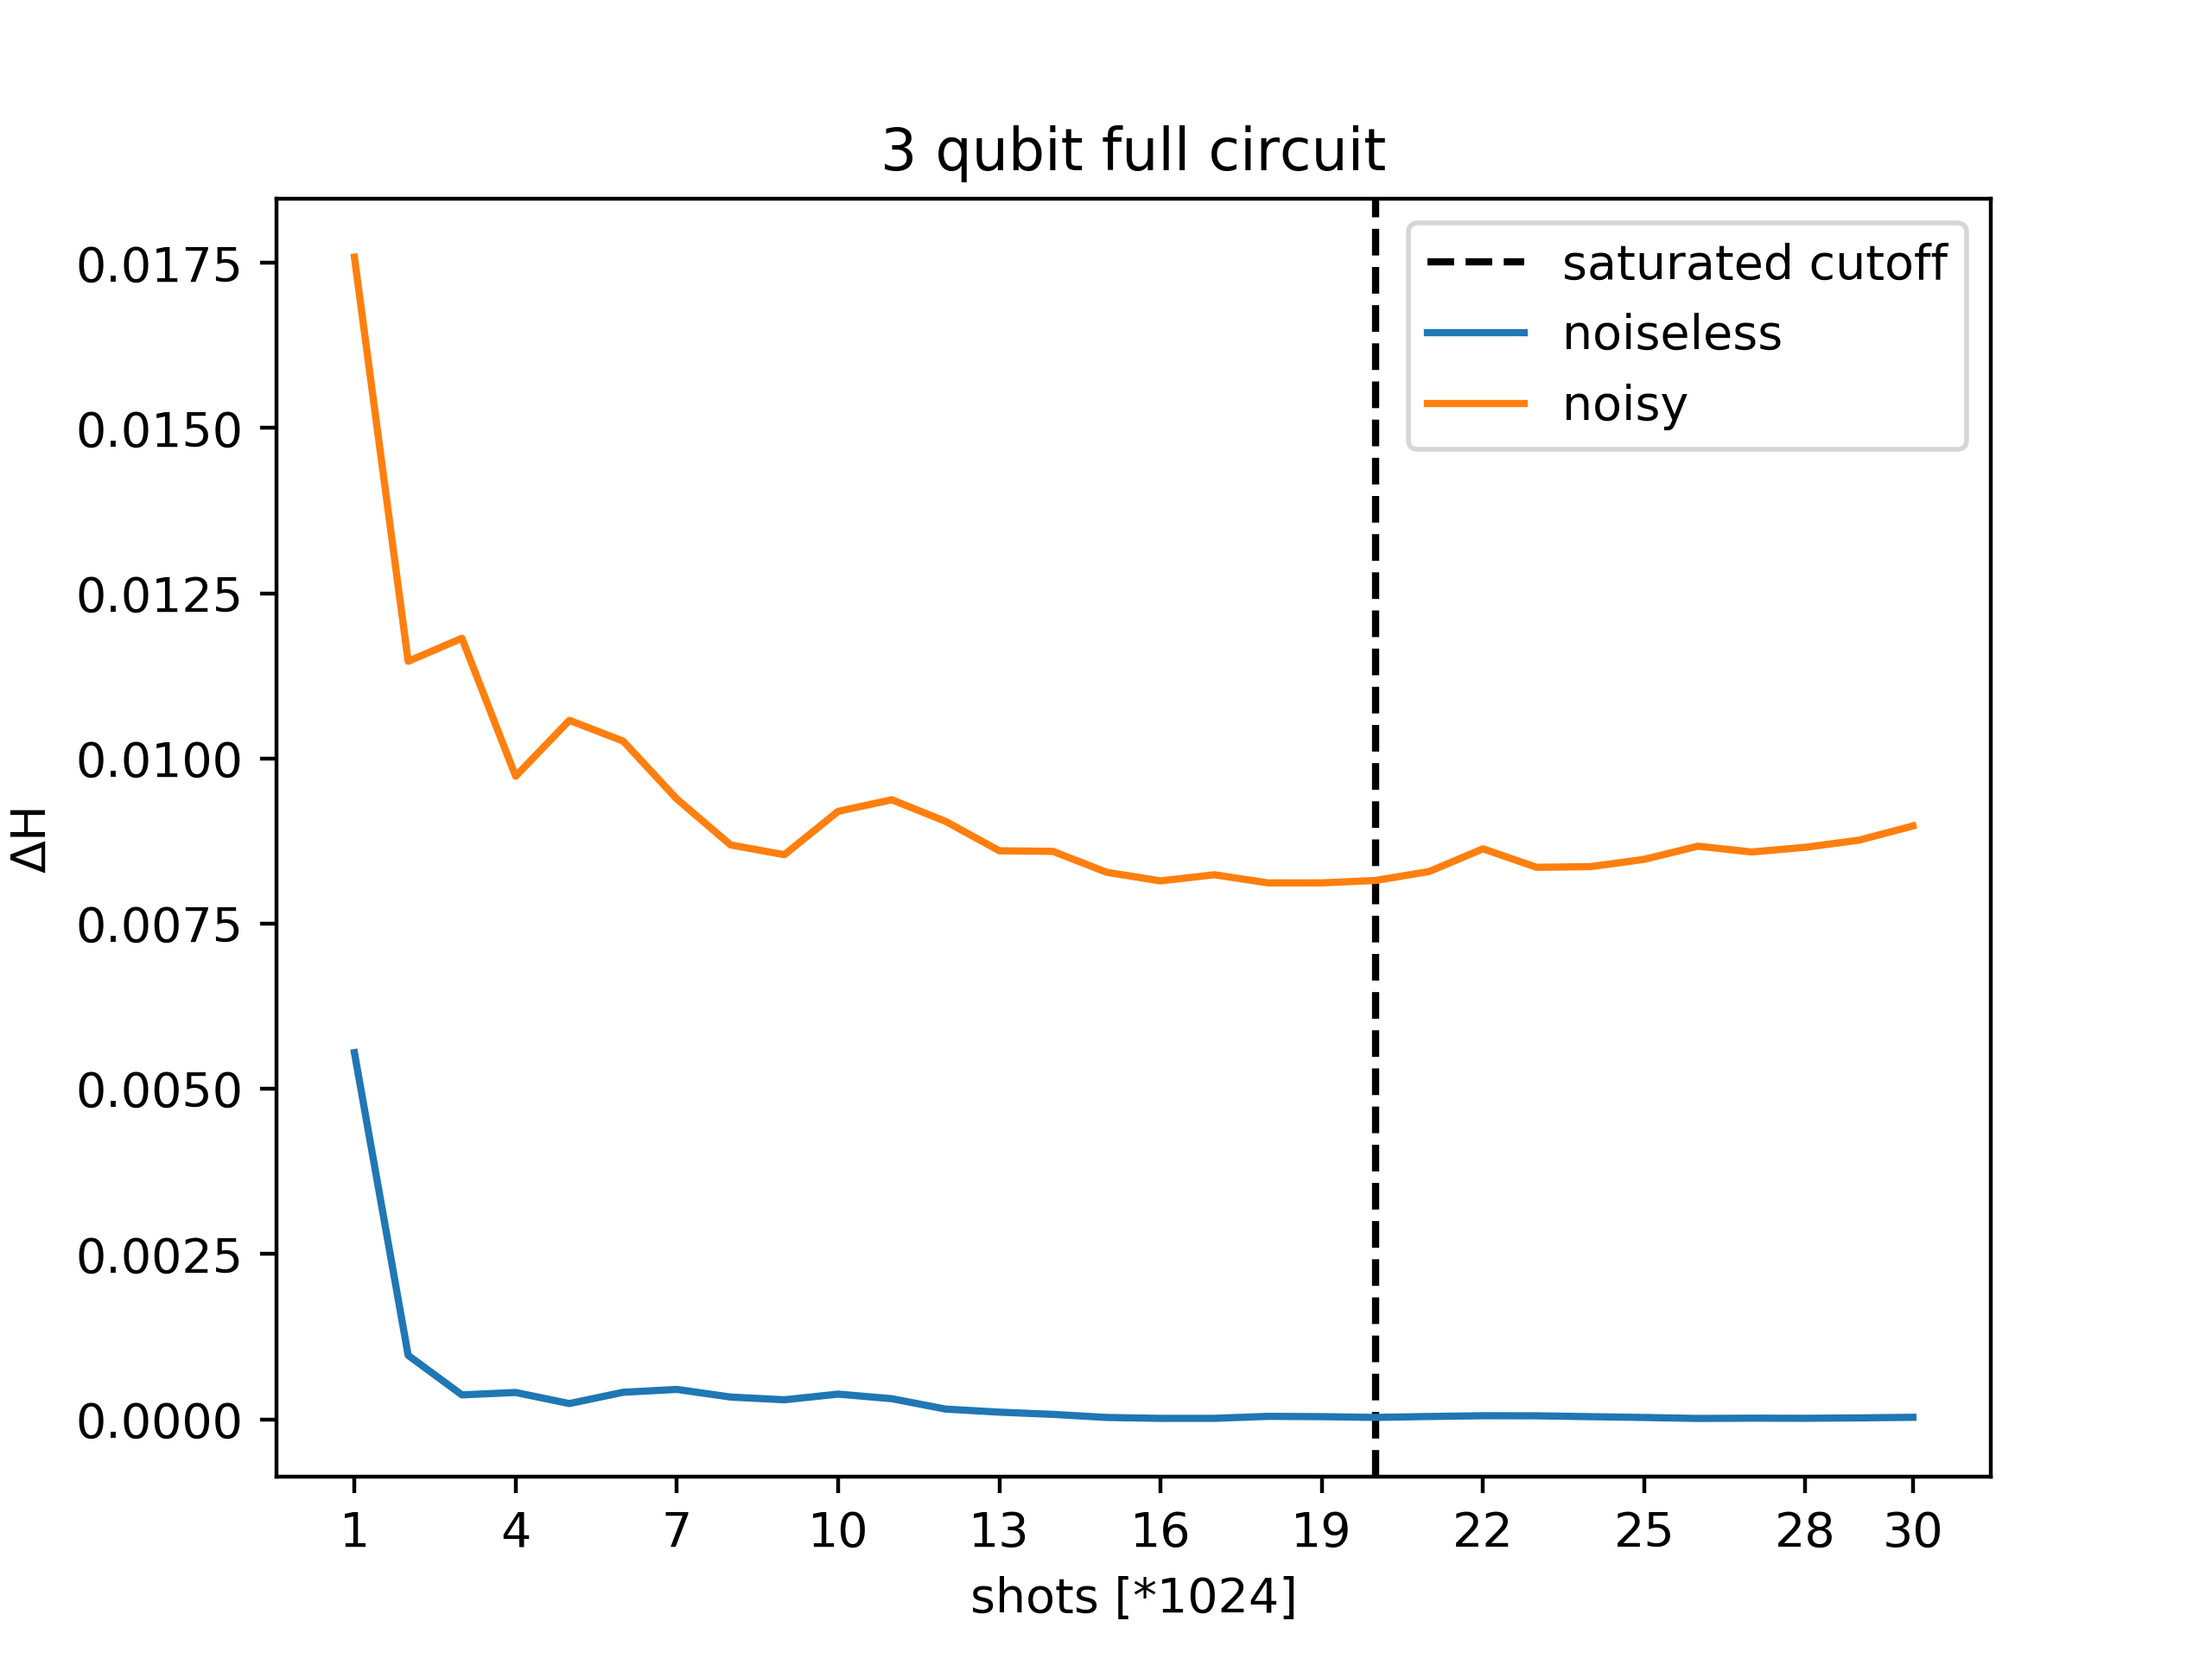 3 qubit full circuit
saturated cutoff
noiseless
noisy
0.0175
0.0150
0.0125
0.0100
0.0075
0.0050
0.0025
0.0000
ΔH
1 4 7 10 13 16 19 22 25 28 30
shots [*1024]